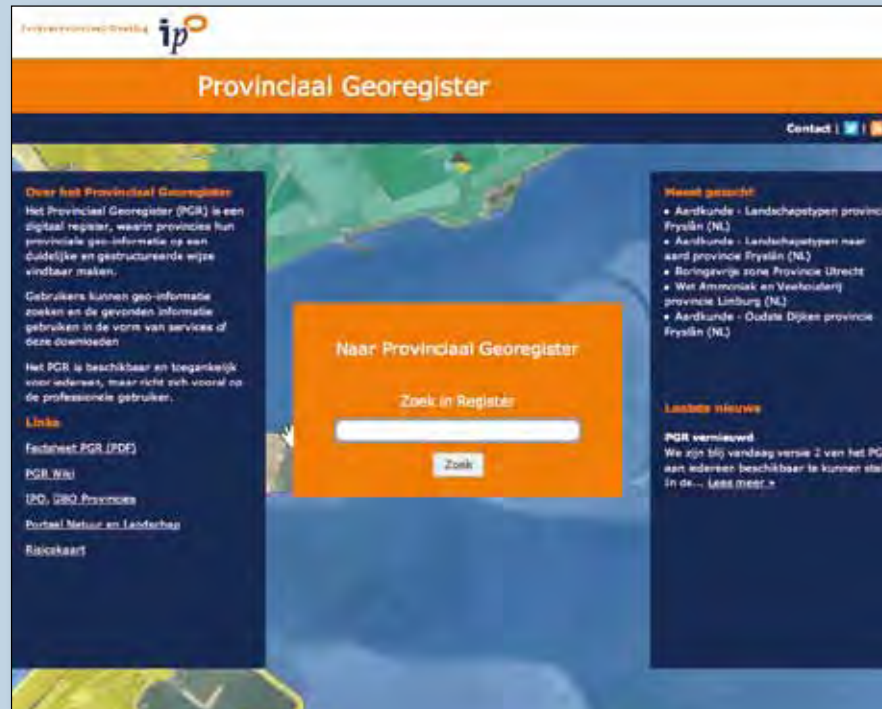 ipo
Provinciaal Georegister
Contact | |
Over het Provinciaal Georegister
Het Provinciaal Georegister (PGR) is een
digitaal register, waarin provincies hun
provinciale geo-informatie op een
duidelijke en gestructureerde wijze
vindbaar maken.
Gebruikers kunnen geo-informatie
zoeken en de gevonden informatie
gebruiken in de vorm van services of
deze downloaden
Het PGR is beschikbaar en toegankelijk
voor iedereen, maar richt zich vooral op
de professionele gebruiker.
Links
Factsheet PGR (PDF)
PGR Wiki
IPO, GBO Provincies
Portaal Natuur en Landschap
Risicokaart
Naar Provinciaal Georegister
Zoek in Register
Zoek
Meest gezocht
• Aardkunde - Landschapstypen provinc
Fryslân (NL)
• Aardkunde - Landschapstypen naar
aard provincie Fryslân (NL)
• Boringsvrije zone Provincie Utrecht
• Wet Ammoniak en Veehouderij
provincie Limburg (NL)
• Aardkunde - Oudste Dijken provincie
Fryslân (NL)
Laatste nieuws
PGR vernieuwd
We zijn blij vandaag versie 2 van het PG
aan iedereen beschikbaar te kunnen stel
In de... Lees meer »